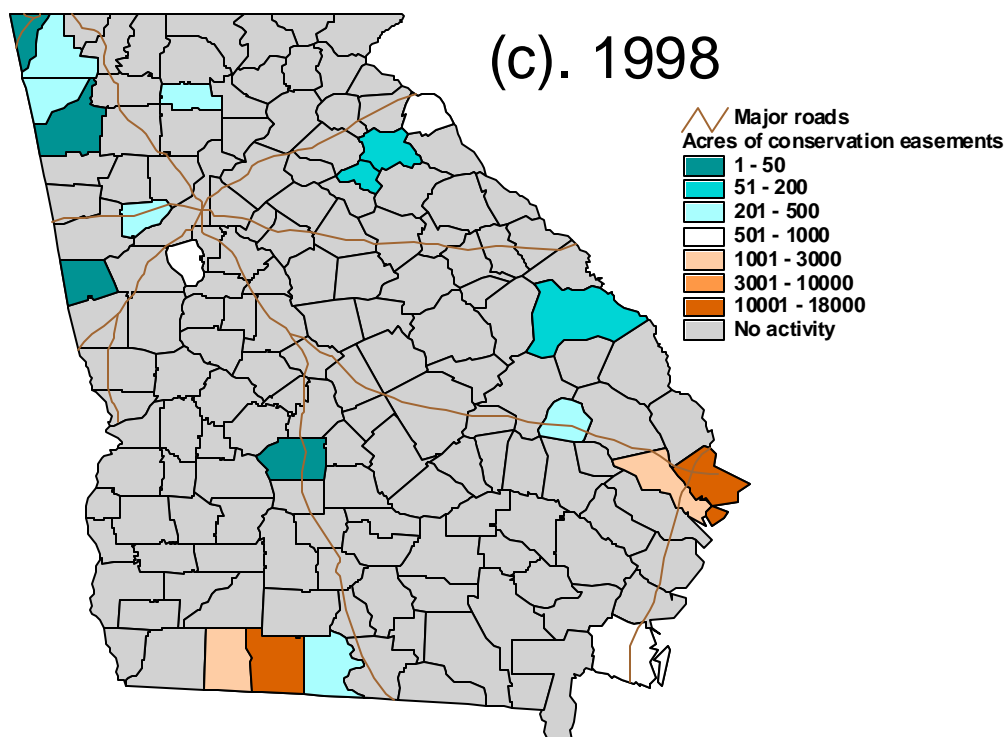 (c). 1998
Major roads
Acres of conservation easements
1 - 50
51 - 200
201 - 500
501 - 1000
1001 - 3000
3001 - 10000
10001 - 18000
No activity